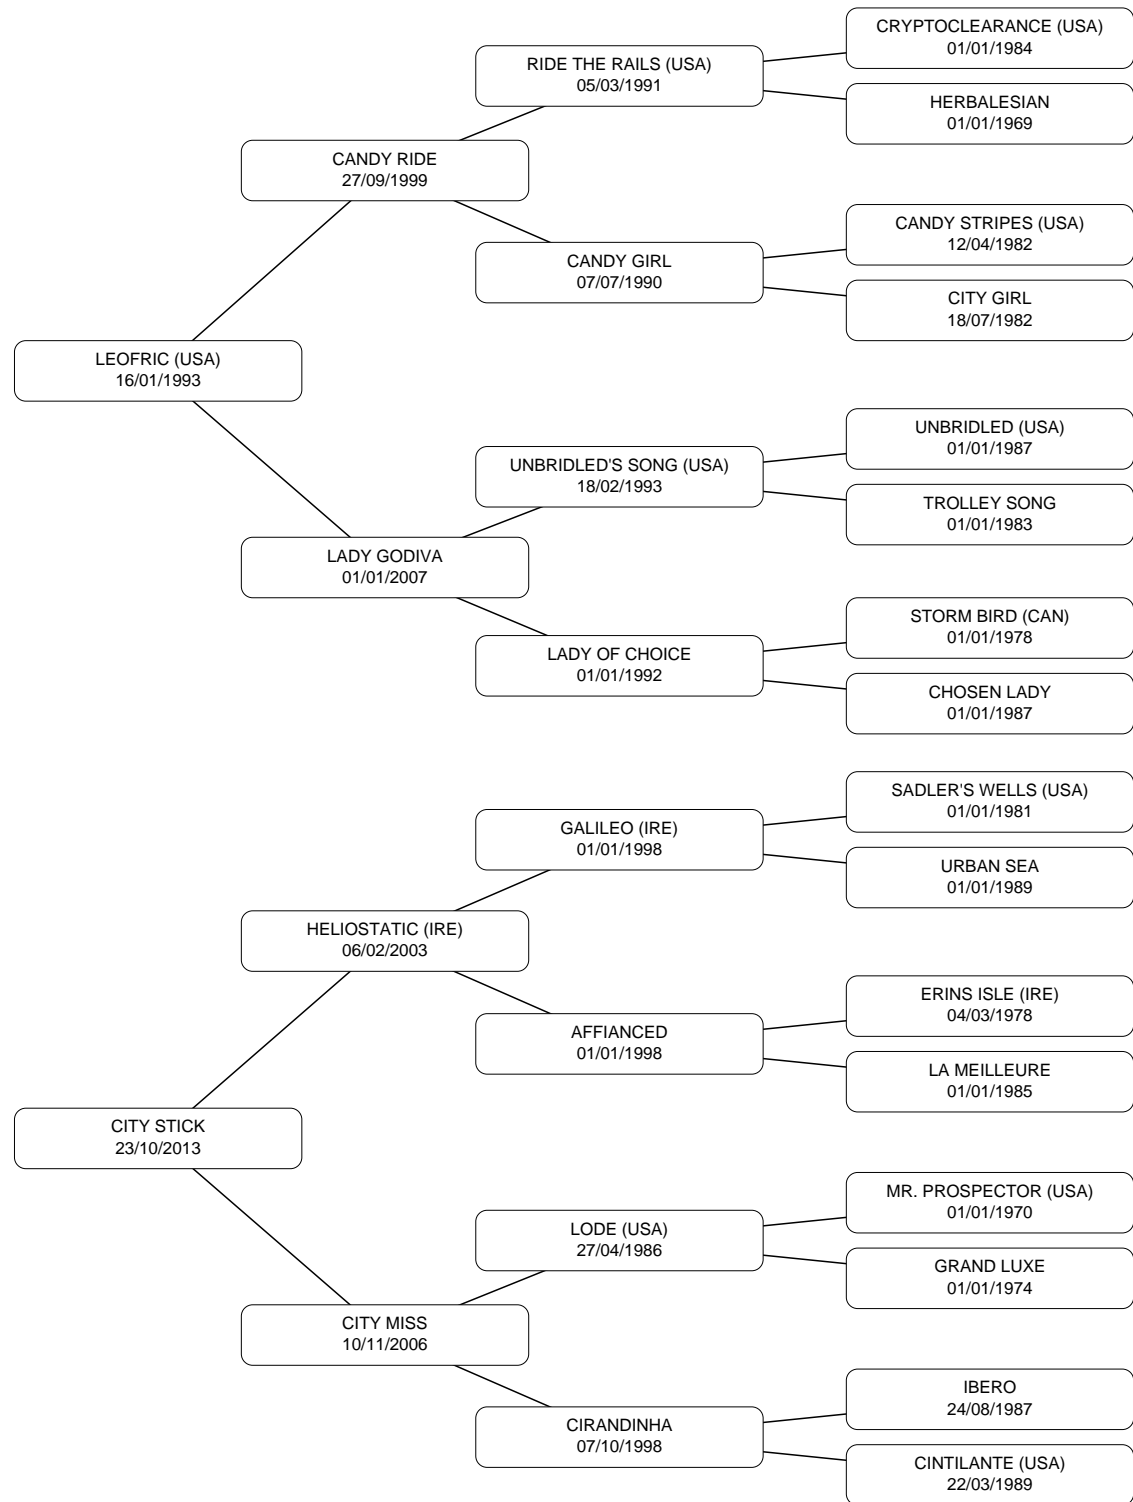 CRYPTOCLEARANCE (USA)
01/01/1984
RIDE THE RAILS (USA)
05/03/1991
HERBALESIAN
01/01/1969
CANDY RIDE
27/09/1999
CANDY STRIPES (USA)
12/04/1982
CANDY GIRL
07/07/1990
CITY GIRL
18/07/1982
LEOFRIC (USA)
16/01/1993
UNBRIDLED (USA)
01/01/1987
UNBRIDLED'S SONG (USA)
18/02/1993
TROLLEY SONG
01/01/1983
LADY GODIVA
01/01/2007
STORM BIRD (CAN)
01/01/1978
LADY OF CHOICE
01/01/1992
CHOSEN LADY
01/01/1987
SADLER'S WELLS (USA)
01/01/1981
GALILEO (IRE)
01/01/1998
URBAN SEA
01/01/1989
HELIOSTATIC (IRE)
06/02/2003
ERINS ISLE (IRE)
04/03/1978
AFFIANCED
01/01/1998
LA MEILLEURE
01/01/1985
CITY STICK
23/10/2013
MR. PROSPECTOR (USA)
01/01/1970
LODE (USA)
27/04/1986
GRAND LUXE
01/01/1974
CITY MISS
10/11/2006
IBERO
24/08/1987
CIRANDINHA
07/10/1998
CINTILANTE (USA)
22/03/1989